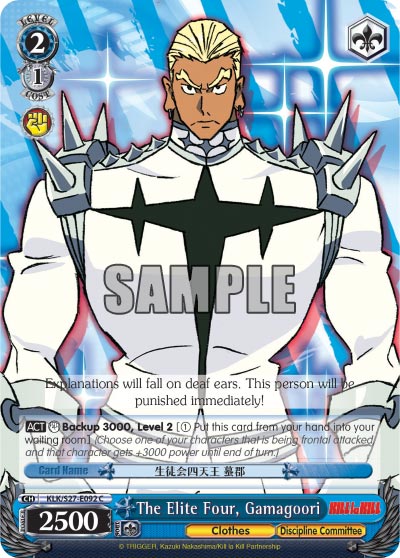 LEVEL
2
1
COST
SAMPLE
Explanations will fall on deaf ears. This person will be
punished immediately!
ACT Backup 3000, Level 2 [① Put this card from your hand into your
waiting room] (Choose one of your characters that is being frontal attacked
and that character gets +3000 power until end of turn.)
Card Name 生徒会四天王 蟇郡
CH KLK/S27-E092 C
2500
The Elite Four, Gamagoori
KILL la KILL
Clothes
Discipline Committee
© TRIGGER, Kazuki Nakashima/Kill la Kill Partnership